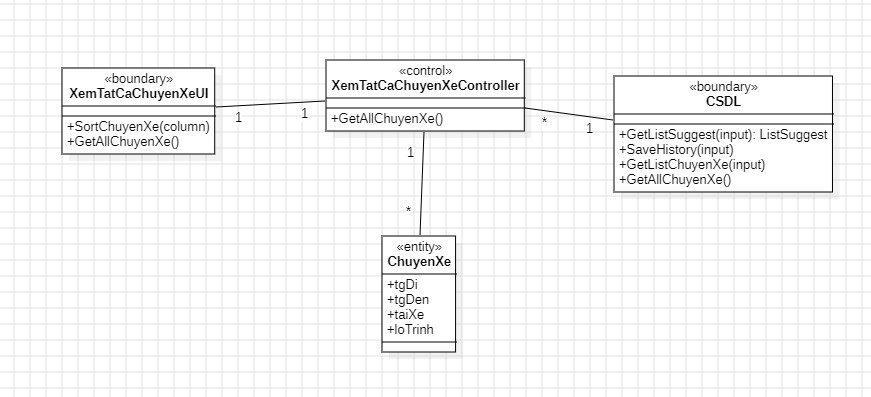 «boundary»
XemTatCaChuyenXeUI
+SortChuyenXe(column)
+GetAllChuyenXe()
1
1
«control»
XemTatCaChuyenXeController
+GetAllChuyenXe()
*
1
«boundary»
CSDL
+GetListSuggest(input): ListSuggest
+SaveHistory(input)
+GetListChuyenXe(input)
+GetAllChuyenXe()
1
*
«entity»
ChuyenXe
+tgDi
+tgDen
+taiXe
+loTrinh